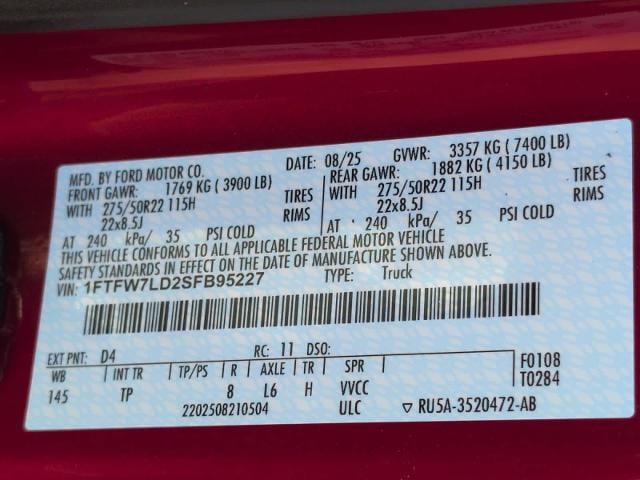 MFD. BY FORD MOTOR CO.
DATE: 08/25 GVWR: 3357 KG ( 7400 LB)
FRONT GAWR: 1769 KG ( 3900 LB)
REAR GAWR: 1882 KG ( 4150 LB)
WITH 275/50R22 115H TIRES
WITH 275/50R22 115H TIRES
22x8.5J RIMS
22x8.5J RIMS
AT 240 kPa/ 35 PSI COLD
AT 240 kPa/ 35 PSI COLD
THIS VEHICLE CONFORMS TO ALL APPLICABLE FEDERAL MOTOR VEHICLE
SAFETY STANDARDS IN EFFECT ON THE DATE OF MANUFACTURE SHOWN ABOVE.
VIN: 1FTFW7LD2SFB95227 TYPE: Truck
EXT PNT: D4 RC: 11 DSO:
WB INT TR TP/PS R AXLE TR SPR
145 TP 8 L6 H VVCC
F0108
T0284
2202508210504 ULC ▽ RU5A-3520472-AB